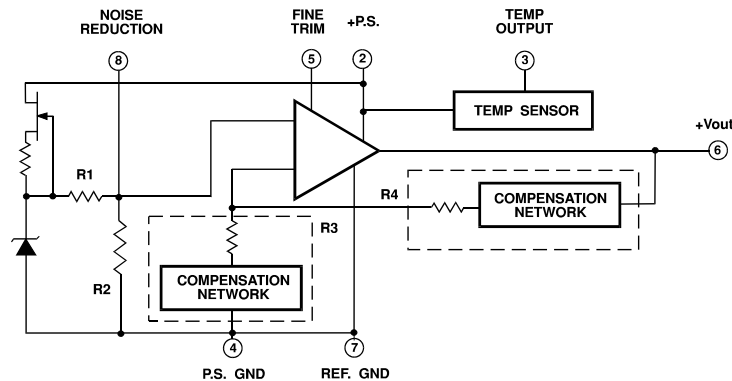 NOISE
REDUCTION
FINE
TRIM
+P.S.
TEMP
OUTPUT
8
5
2
3
TEMP SENSOR
+Vout
6
R1
R4
COMPENSATION
NETWORK
R3
R2
COMPENSATION
NETWORK
4
7
P.S. GND
REF. GND